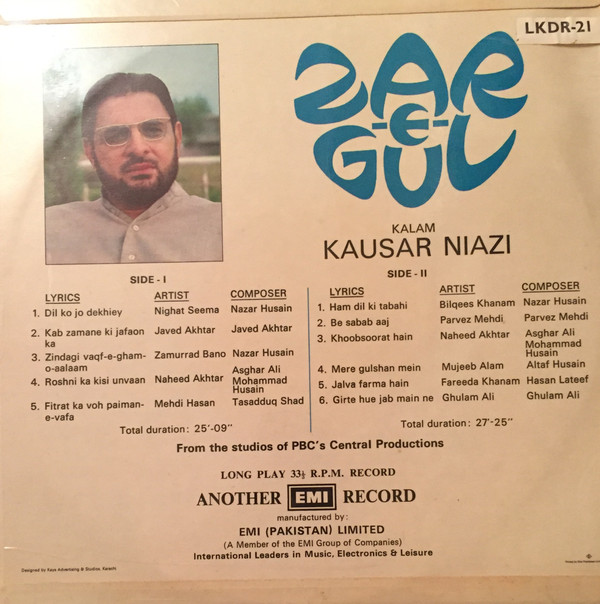 LKDR-21
ZAR
-E-
GUL
KALAM
KAUSAR NIAZI
SIDE - I
LYRICS ARTIST COMPOSER
1. Dil ko jo dekhiey Nighat Seema Nazar Husain
2. Kab zamane ki jafaon Javed Akhtar Javed Akhtar
ka
3. Zindagi vaqf-e-gham- Zamurrad Bano Nazar Husain
o-aalaam
4. Roshni ka kisi unvaan Naheed Akhtar Asghar Ali
Mohammad
Husain
5. Fitrat ka voh paiman- Mehdi Hasan Tasadduq Shad
e-vafa
Total duration: 25'-09"
SIDE - II
LYRICS ARTIST COMPOSER
1. Ham dil ki tabahi Bilqees Khanam Nazar Husain
2. Be sabab aaj Parvez Mehdi Parvez Mehdi
3. Khoobsoorat hain Naheed Akhtar Asghar Ali
Mohammad
Husain
4. Mere gulshan mein Mujeeb Alam Altaf Husain
5. Jalva farma hain Fareeda Khanam Hasan Lateef
6. Girte hue jab main ne Ghulam Ali Ghulam Ali
Total duration: 27'-25"
From the studios of PBC's Central Productions
LONG PLAY 33⅓ R.P.M. RECORD
ANOTHER EMI RECORD
manufactured by:
EMI (PAKISTAN) LIMITED
(A Member of the EMI Group of Companies)
International Leaders in Music, Electronics & Leisure
Designed by Asus Advertising & Studios, Karachi